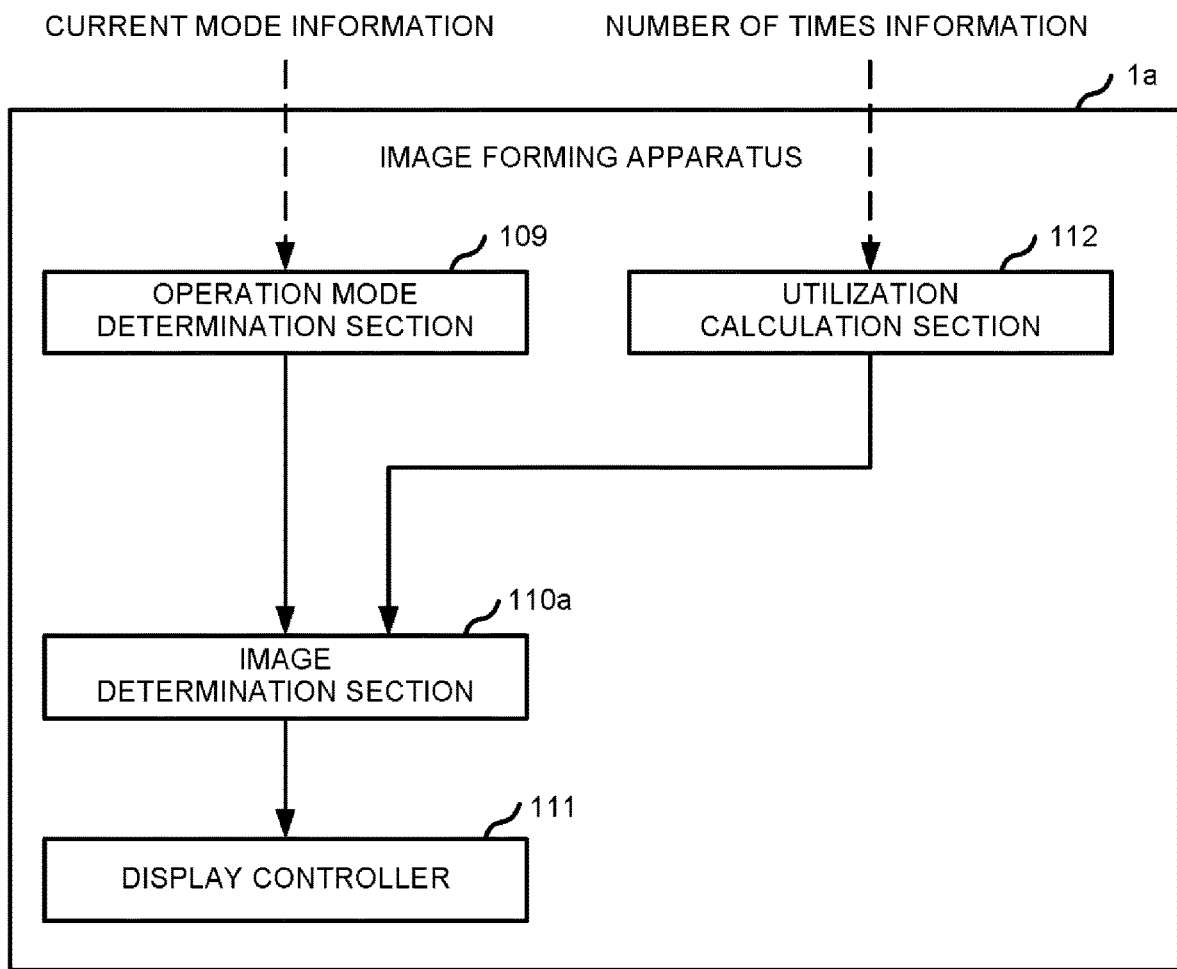 CURRENT MODE INFORMATION
NUMBER OF TIMES INFORMATION
1a
IMAGE FORMING APPARATUS
109
OPERATION MODE
DETERMINATION SECTION
112
UTILIZATION
CALCULATION SECTION
110a
IMAGE
DETERMINATION SECTION
111
DISPLAY CONTROLLER